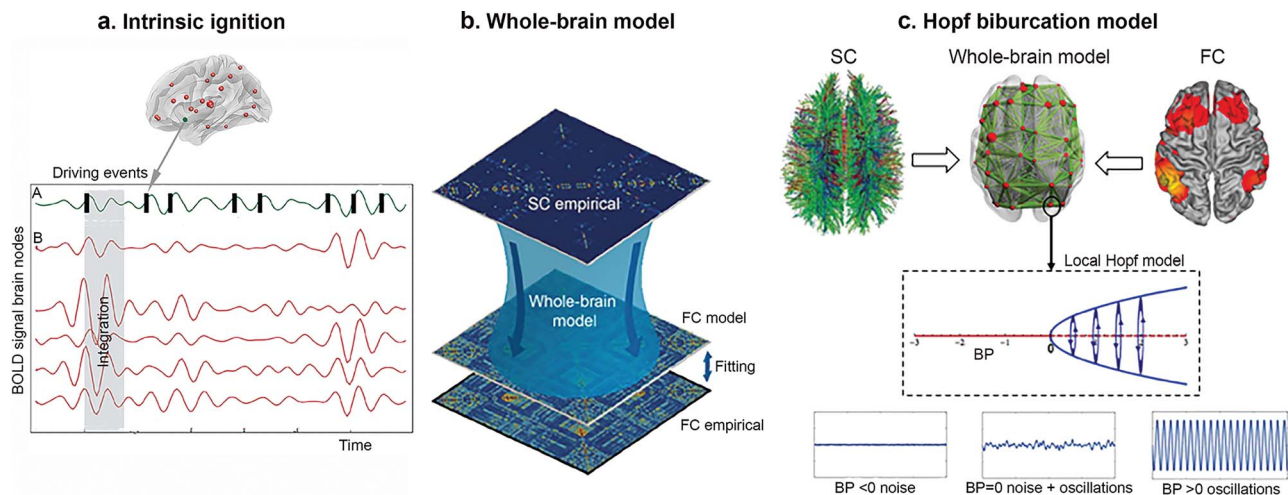 a. Intrinsic ignition
Driving events
A
B
BOLD signal brain nodes
Integration
Time
b. Whole-brain model
SC empirical
Whole-brain
model
FC model
Fitting
FC empirical
c. Hopf biburcation model
SC
Whole-brain model
FC
Local Hopf model
-3 -2 -1 0 1 2 3
BP
BP <0 noise
BP=0 noise + oscillations
BP >0 oscillations